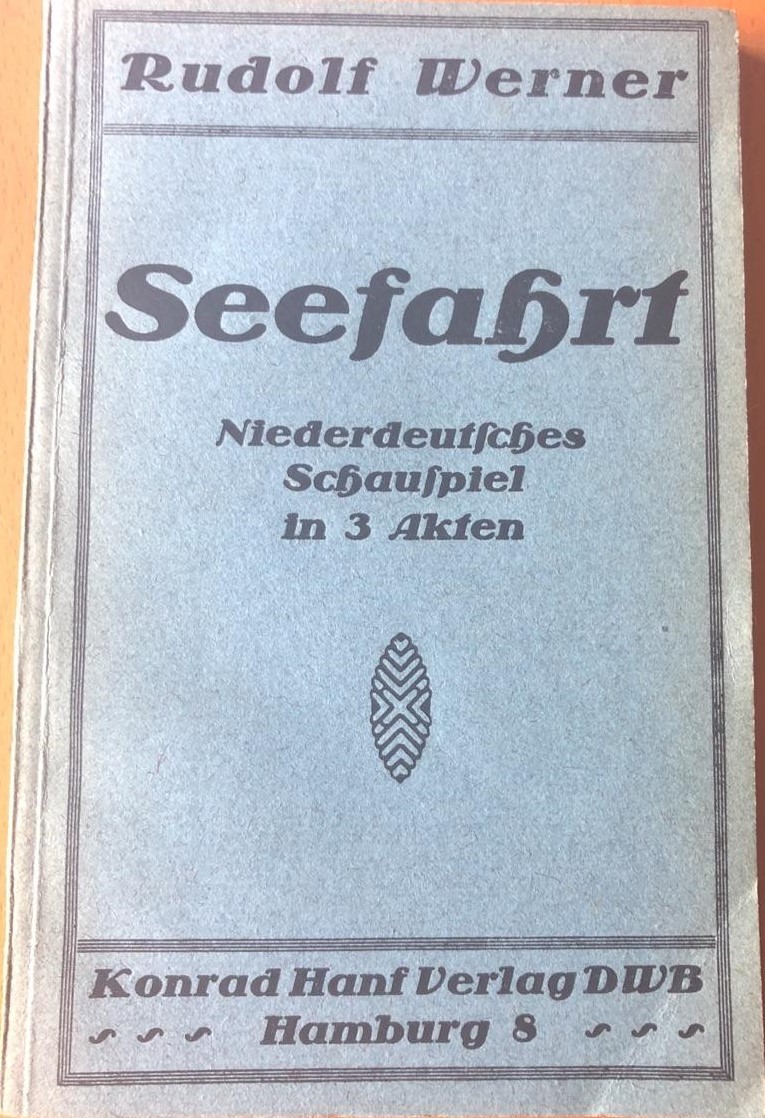 Rudolf Werner
Seefahrt
Niederdeutſches
Schauſpiel
in 3 Akten
Konrad Hanf Verlag DWB
Hamburg 8